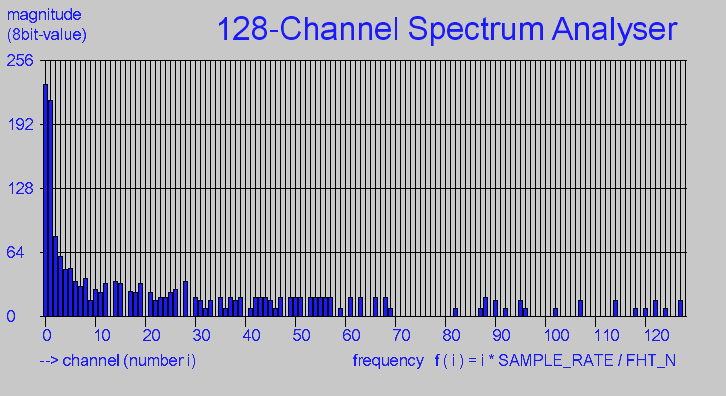 magnitude
(8bit-value)
128-Channel Spectrum Analyser
256
192
128
64
0
0 10 20 30 40 50 60 70 80 90 100 110 120
--> channel (number i)
frequency f ( i ) = i * SAMPLE_RATE / FHT_N